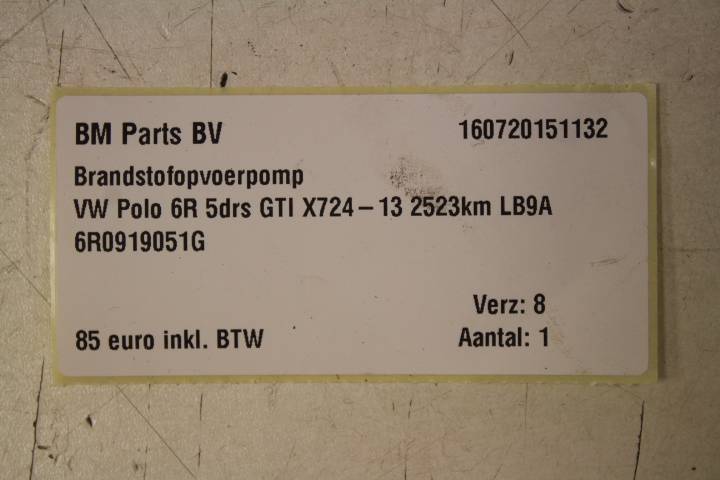 BM Parts BV 160720151132
Brandstofopvoerpomp
VW Polo 6R 5drs GTI X724-13 2523km LB9A
6R0919051G
Verz: 8
85 euro inkl. BTW Aantal: 1